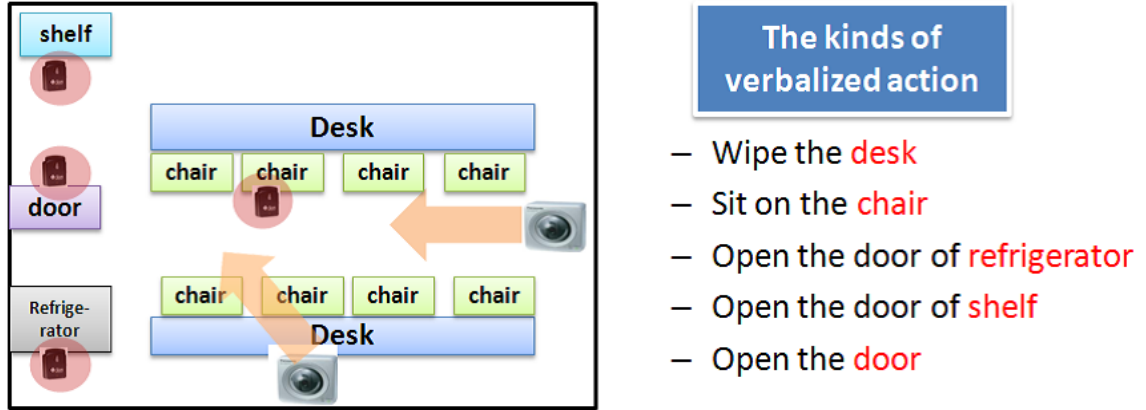 shelf
door
Refrige-
rator
Desk
chair chair chair chair
chair chair chair chair
Desk
The kinds of
verbalized action
– Wipe the desk
– Sit on the chair
– Open the door of refrigerator
– Open the door of shelf
– Open the door